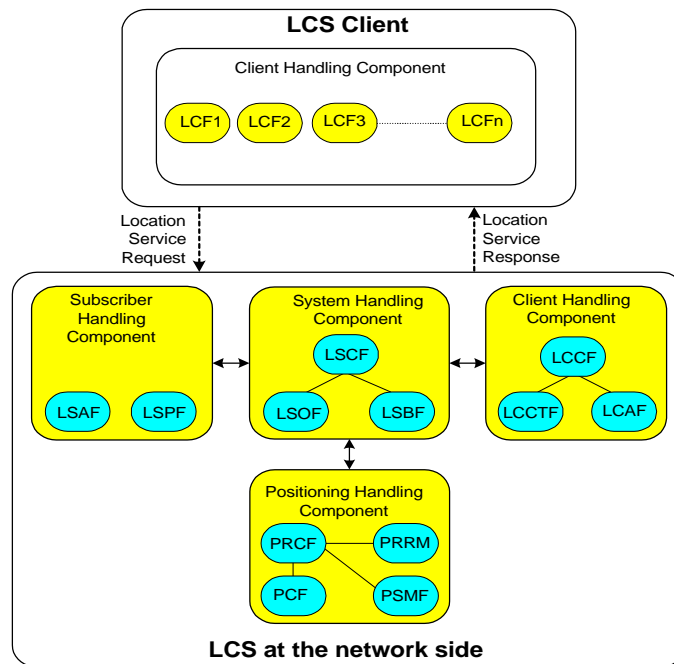 LCS Client
Client Handling Component
LCF1 LCF2 LCF3 LCFn
Location
Service
Request
Location
Service
Response
Subscriber
Handling
Component
LSAF LSPF
System Handling
Component
LSCF
LSOF LSBF
Client Handling
Component
LCCF
LCCTF LCAF
Positioning Handling
Component
PRCF PRRM
PCF PSMF
LCS at the network side